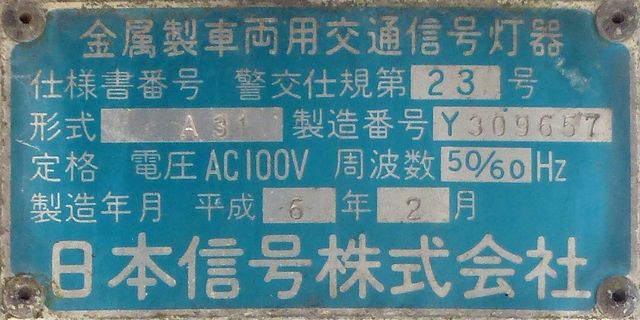 金属製車両用交通信号灯器
仕様書番号 警交仕規第 23 号
形式 A31 製造番号 Y309657
定格 電圧 AC100V 周波数 50/60 Hz
製造年月 平成 6 年 2 月
日本信号株式会社